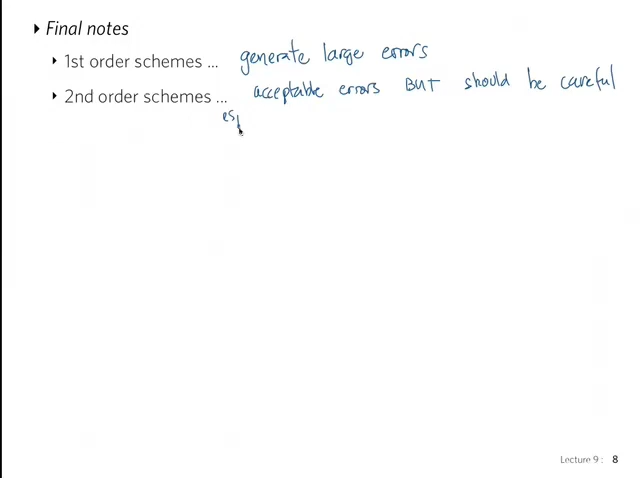 Final notes
1st order schemes ... generate large errors
2nd order schemes ... acceptable errors BUT should be careful
Lecture 9 : 8